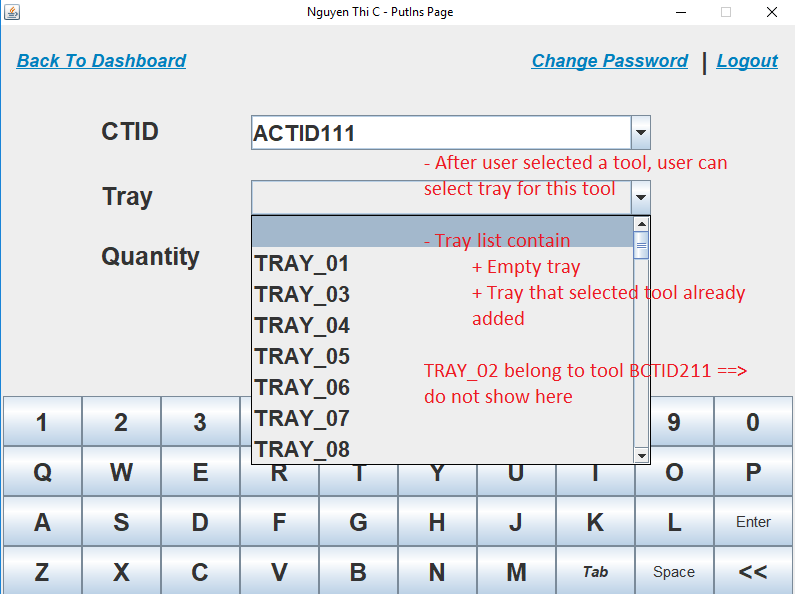 Nguyen Thi C - PutIns Page
Back To Dashboard
Change Password | Logout
CTID
ACTID111
- After user selected a tool, user can
select tray for this tool
Tray
- Tray list contain
+ Empty tray
+ Tray that selected tool already
added
Quantity
TRAY_01
TRAY_03
TRAY_04
TRAY_05
TRAY_06
TRAY_07
TRAY_08
TRAY_02 belong to tool BCTID211 ==>
do not show here
1 2 3 9 0
Q W E R T Y U I O P
A S D F G H J K L Enter
Z X C V B N M Tab Space <<